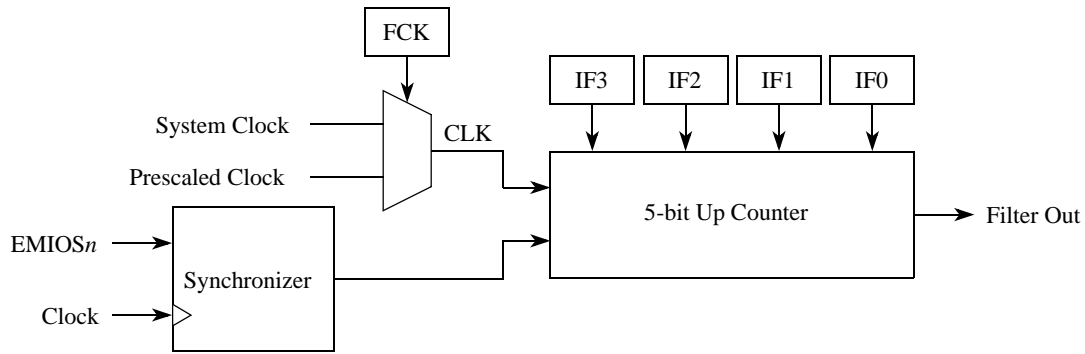 FCK
IF3 IF2 IF1 IF0
System Clock
CLK
Prescaled Clock
5-bit Up Counter
Filter Out
EMIOSn
Synchronizer
Clock